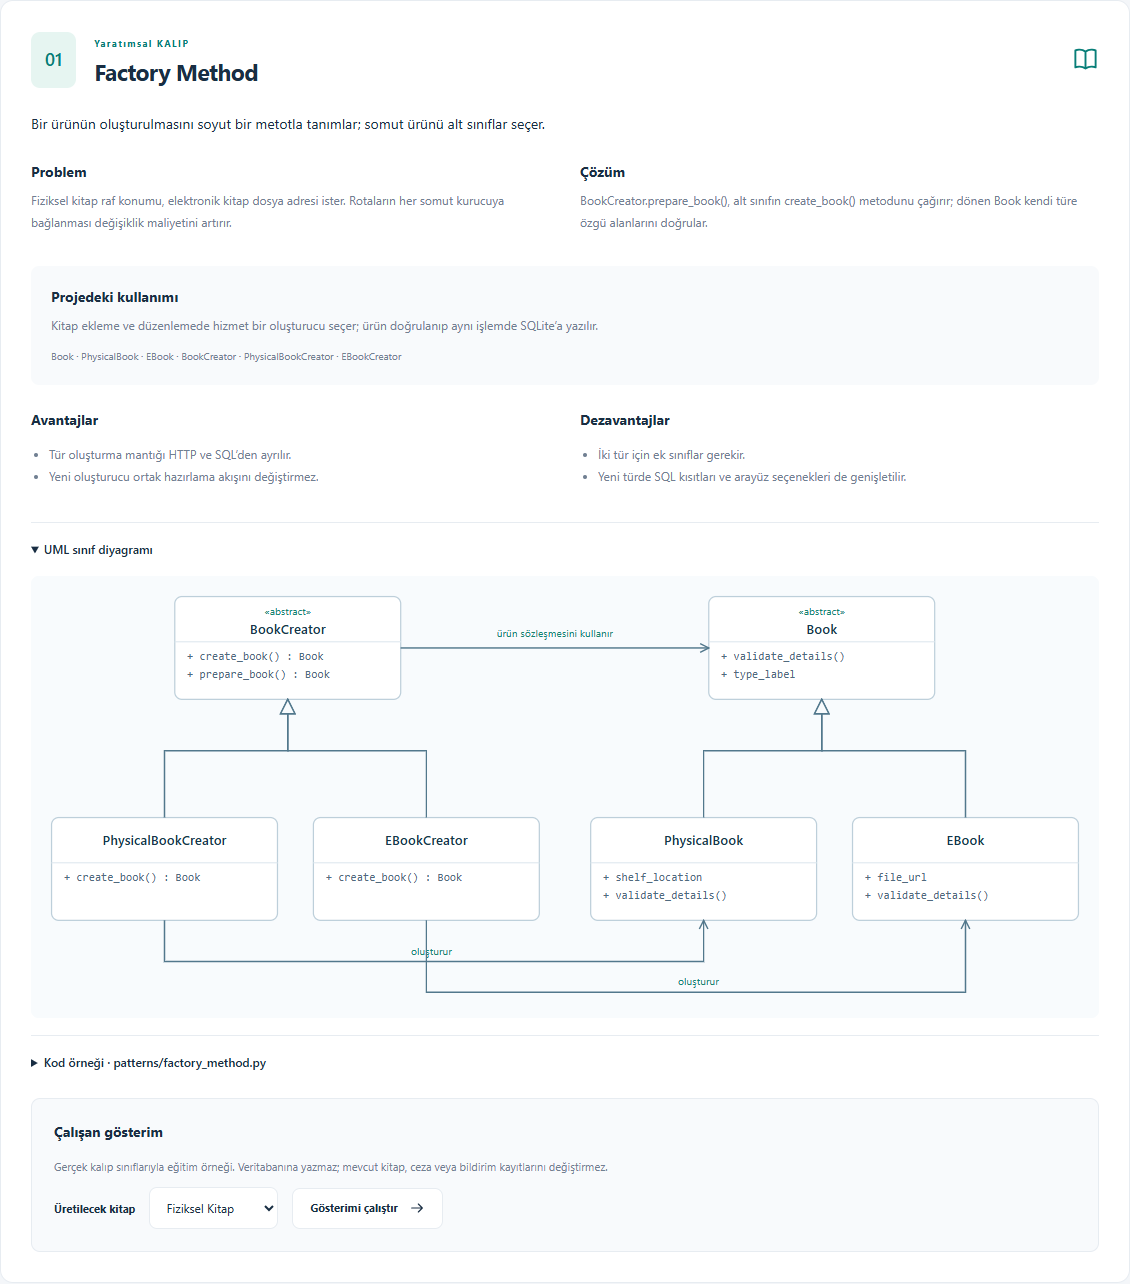 01
Yaratımsal KALIP
Factory Method
Bir ürünün oluşturulmasını soyut bir metotla tanımlar; somut ürünü alt sınıflar seçer.
Problem
Fiziksel kitap raf konumu, elektronik kitap dosya adresi ister. Rotaların her somut kurucuya
bağlanması değişiklik maliyetini artırır.
Çözüm
BookCreator.prepare_book(), alt sınıfın create_book() metodunu çağırır; dönen Book kendi türe
özgü alanlarını doğrular.
Projedeki kullanımı
Kitap ekleme ve düzenlemede hizmet bir oluşturucu seçer; ürün doğrulanıp aynı işlemde SQLite’a yazılır.
Book · PhysicalBook · EBook · BookCreator · PhysicalBookCreator · EBookCreator
Avantajlar
• Tür oluşturma mantığı HTTP ve SQL’den ayrılır.
• Yeni oluşturucu ortak hazırlama akışını değiştirmez.
Dezavantajlar
• İki tür için ek sınıflar gerekir.
• Yeni türde SQL kısıtları ve arayüz seçenekleri de genişletilir.
▼ UML sınıf diyagramı
«abstract»
BookCreator
+ create_book() : Book
+ prepare_book() : Book
ürün sözleşmesini kullanır
«abstract»
Book
+ validate_details()
+ type_label
PhysicalBookCreator
+ create_book() : Book
EBookCreator
+ create_book() : Book
PhysicalBook
+ shelf_location
+ validate_details()
EBook
+ file_url
+ validate_details()
oluşturur
oluşturur
▶ Kod örneği · patterns/factory_method.py
Çalışan gösterim
Gerçek kalıp sınıflarıyla eğitim örneği. Veritabanına yazmaz; mevcut kitap, ceza veya bildirim kayıtlarını değiştirmez.
Üretilecek kitap
Fiziksel Kitap
Gösterimi çalıştır →